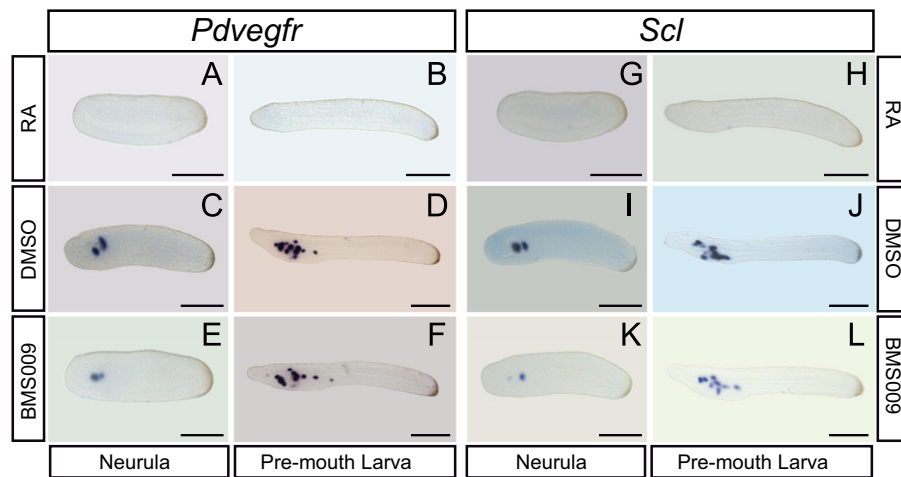 Pdvegfr Scl
A B G H
RA RA
C D I J
DMSO DMSO
E F K L
BMS009 BMS009
Neurula Pre-mouth Larva Neurula Pre-mouth Larva